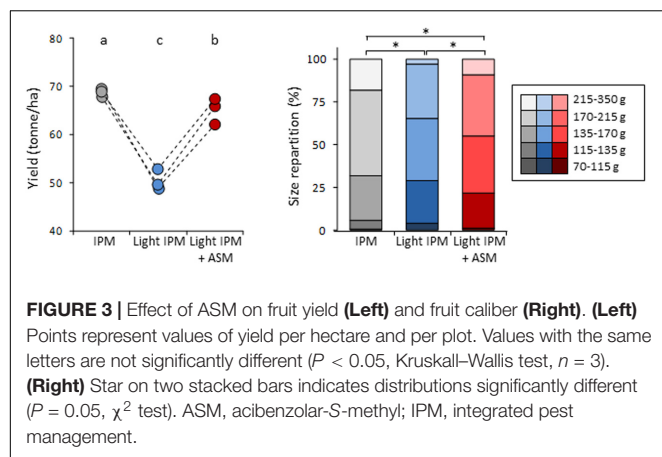 a c b
80
70
60
50
40
Yield (tonne/ha)
IPM Light IPM Light IPM
+ ASM
*
* *
100
75
50
25
0
Size repartition (%)
IPM Light IPM Light IPM
+ ASM
215-350 g
170-215 g
135-170 g
115-135 g
70-115 g
FIGURE 3 | Effect of ASM on fruit yield (Left) and fruit caliber (Right). (Left)
Points represent values of yield per hectare and per plot. Values with the same
letters are not significantly different (P < 0.05, Kruskall–Wallis test, n = 3).
(Right) Star on two stacked bars indicates distributions significantly different
(P = 0.05, χ² test). ASM, acibenzolar-S-methyl; IPM, integrated pest
management.